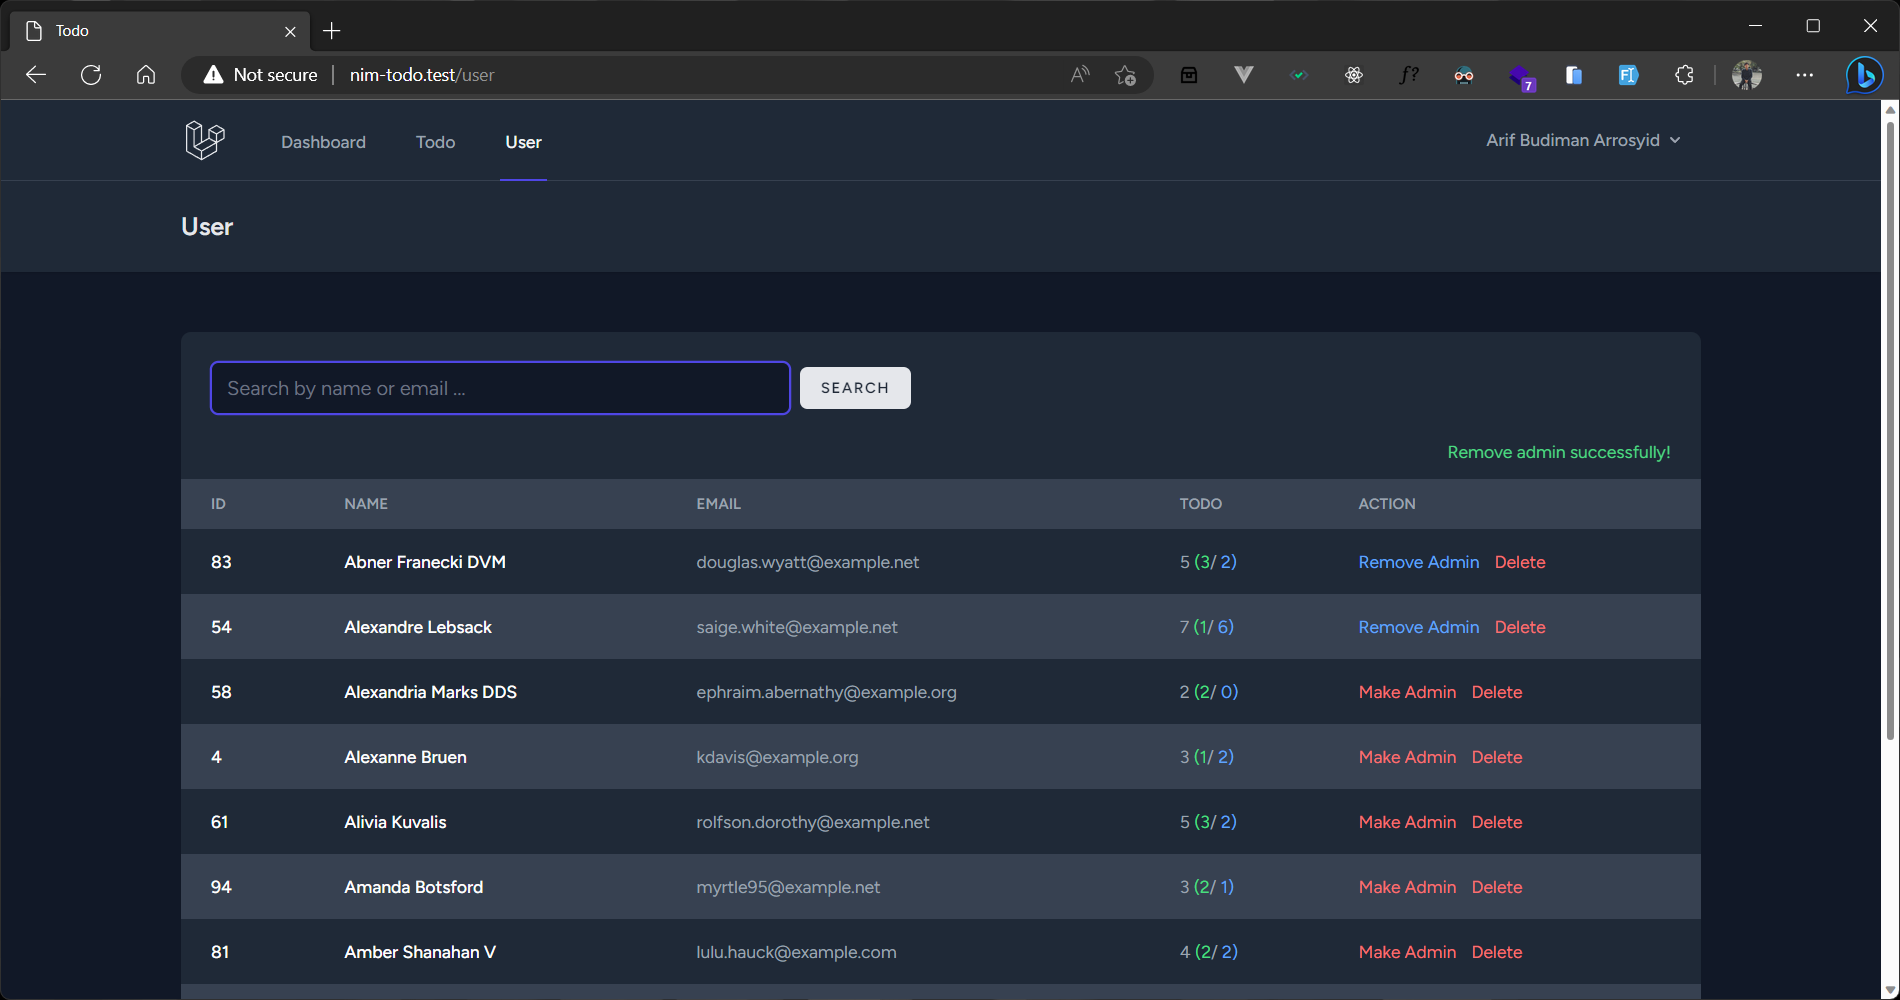 Todo
Not secure | nim-todo.test/user
7
Dashboard Todo User Arif Budiman Arrosyid
User
Search by name or email ... SEARCH
Remove admin successfully!
ID NAME EMAIL TODO ACTION
83 Abner Franecki DVM douglas.wyatt@example.net 5 (3/ 2) Remove Admin Delete
54 Alexandre Lebsack saige.white@example.net 7 (1/ 6) Remove Admin Delete
58 Alexandria Marks DDS ephraim.abernathy@example.org 2 (2/ 0) Make Admin Delete
4 Alexanne Bruen kdavis@example.org 3 (1/ 2) Make Admin Delete
61 Alivia Kuvalis rolfson.dorothy@example.net 5 (3/ 2) Make Admin Delete
94 Amanda Botsford myrtle95@example.net 3 (2/ 1) Make Admin Delete
81 Amber Shanahan V lulu.hauck@example.com 4 (2/ 2) Make Admin Delete